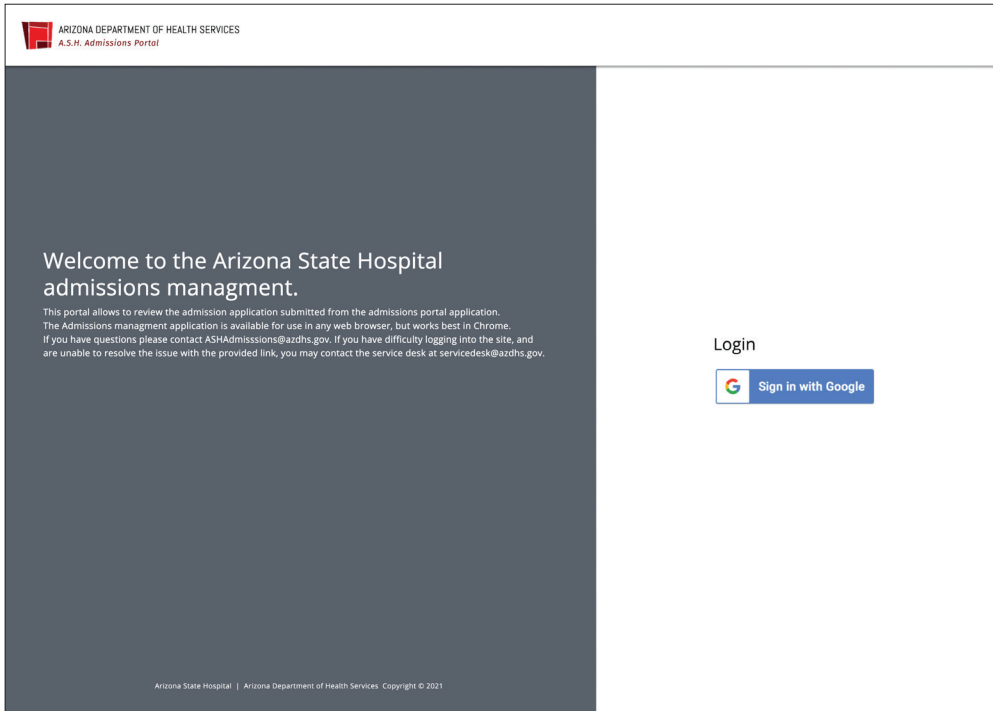 ARIZONA DEPARTMENT OF HEALTH SERVICES
A.S.H. Admissions Portal
Welcome to the Arizona State Hospital
admissions managment.
This portal allows to review the admission application submitted from the admissions portal application.
The Admissions managment application is available for use in any web browser, but works best in Chrome.
If you have questions please contact ASHAdmisssions@azdhs.gov. If you have difficulty logging into the site, and
are unable to resolve the issue with the provided link, you may contact the service desk at servicedesk@azdhs.gov.
Login
G Sign in with Google
Arizona State Hospital | Arizona Department of Health Services Copyright © 2021